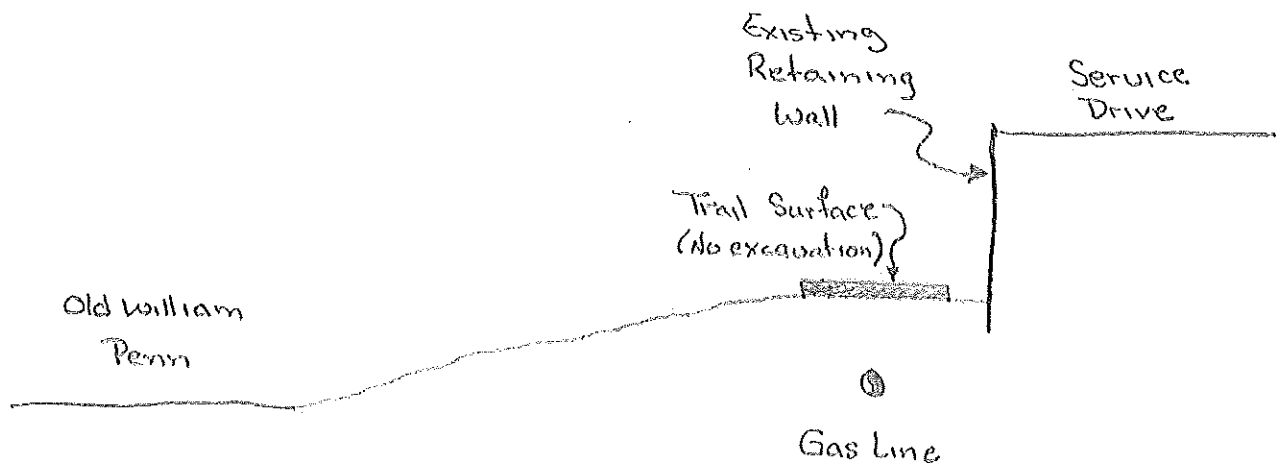 Existing
Retaining
Wall
Service
Drive
Trail Surface
(No excavation)
Old William
Penn
Gas Line